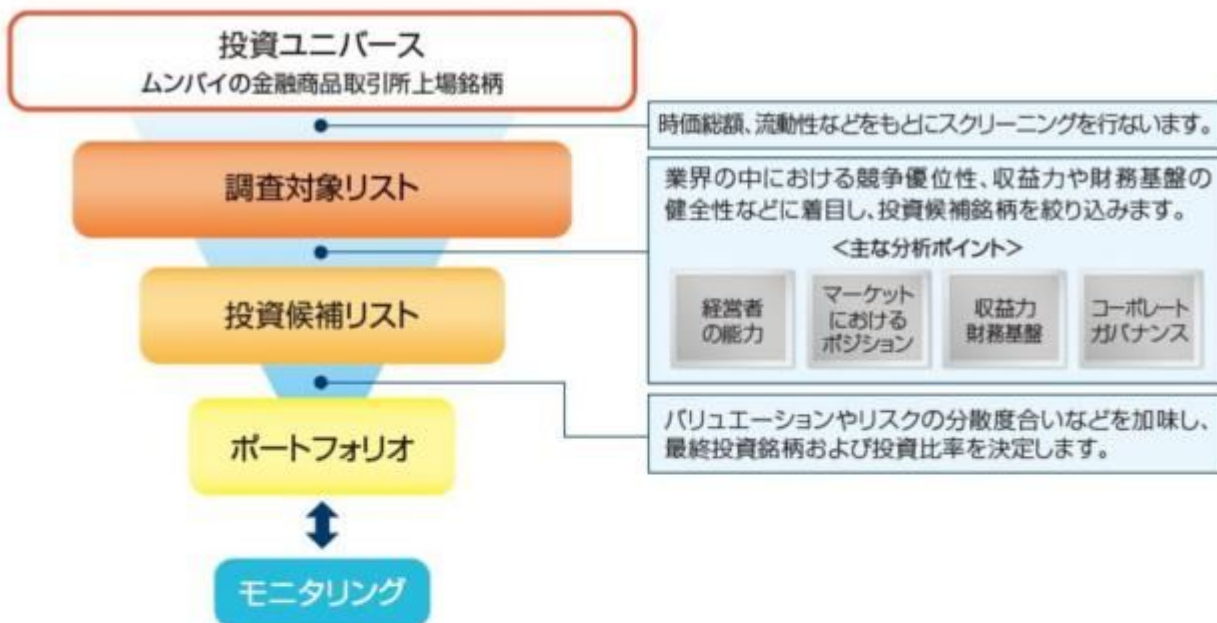 投資ユニバース
ムンバイの金融商品取引所上場銘柄
時価総額、流動性などをもとにスクリーニングを行ないます。
調査対象リスト
業界の中における競争優位性、収益力や財務基盤の
健全性などに着目し、投資候補銘柄を絞り込みます。
<主な分析ポイント>
経営者
の能力
マーケット
における
ポジション
収益力
財務基盤
コーポレート
ガバナンス
投資候補リスト
バリュエーションやリスクの分散度合いなどを加味し、
最終投資銘柄および投資比率を決定します。
ポートフォリオ
モニタリング